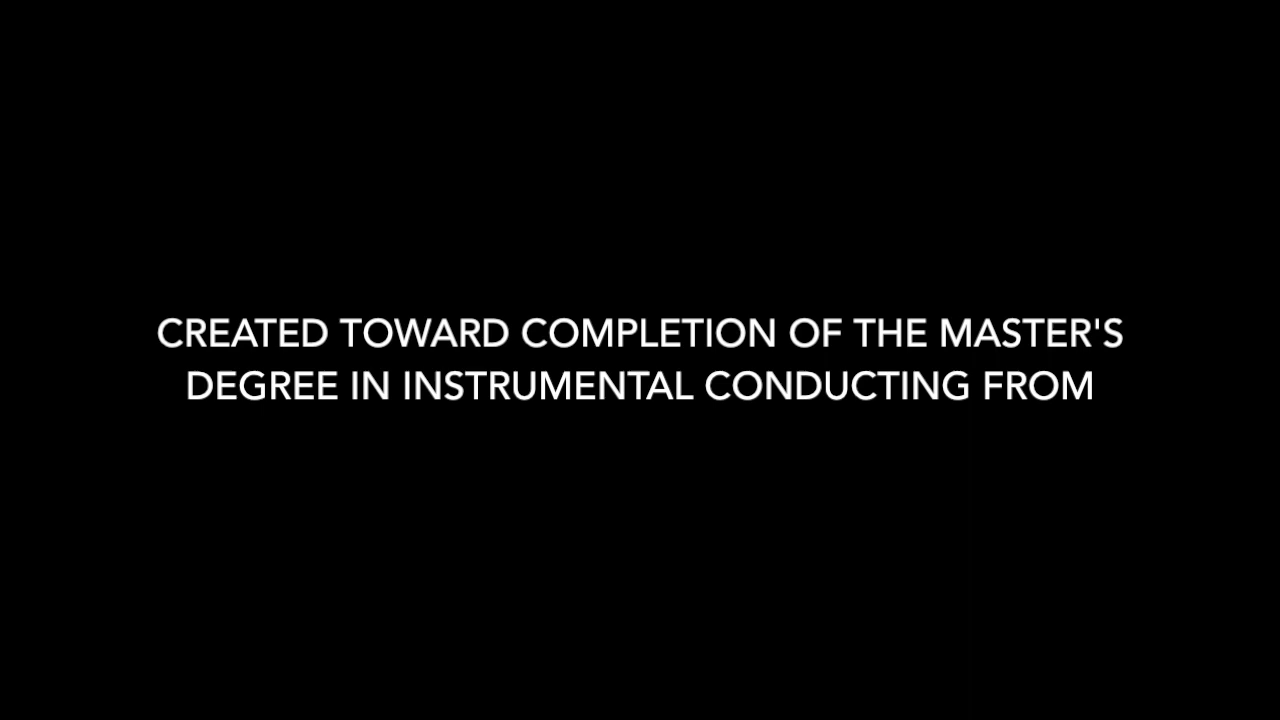 CREATED TOWARD COMPLETION OF THE MASTER'S
DEGREE IN INSTRUMENTAL CONDUCTING FROM